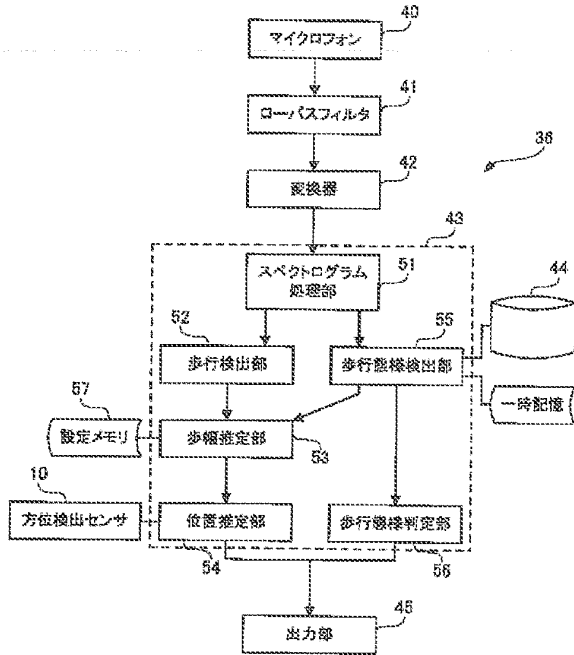 40
マイクロフォン
41
ローパスフィルタ
36
42
変換器
43
スペクトログラム
処理部
51
44
52
55
歩行検出部
歩行態様検出部
57
一時記憶
設定メモリ
歩幅推定部
53
10
方位検出センサ
位置推定部
歩行態様判定部
54
56
45
出力部